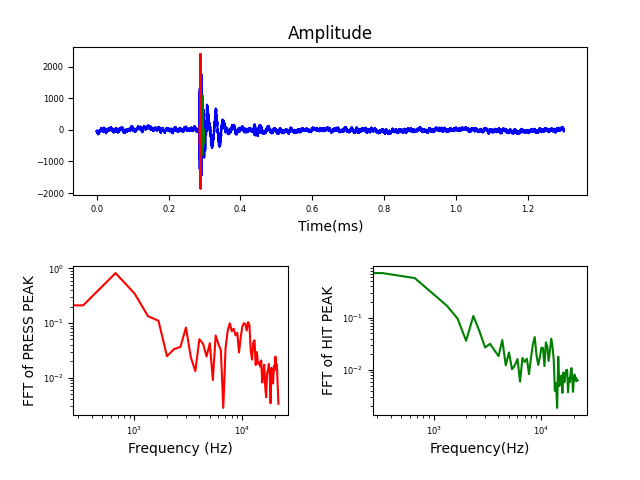 Amplitude
2000
1000
0
−1000
−2000
0.0 0.2 0.4 0.6 0.8 1.0 1.2
Time(ms)
FFT of PRESS PEAK
10⁰
10⁻¹
10⁻²
10³ 10⁴
Frequency (Hz)
FFT of HIT PEAK
10⁻¹
10⁻²
10³ 10⁴
Frequency(Hz)